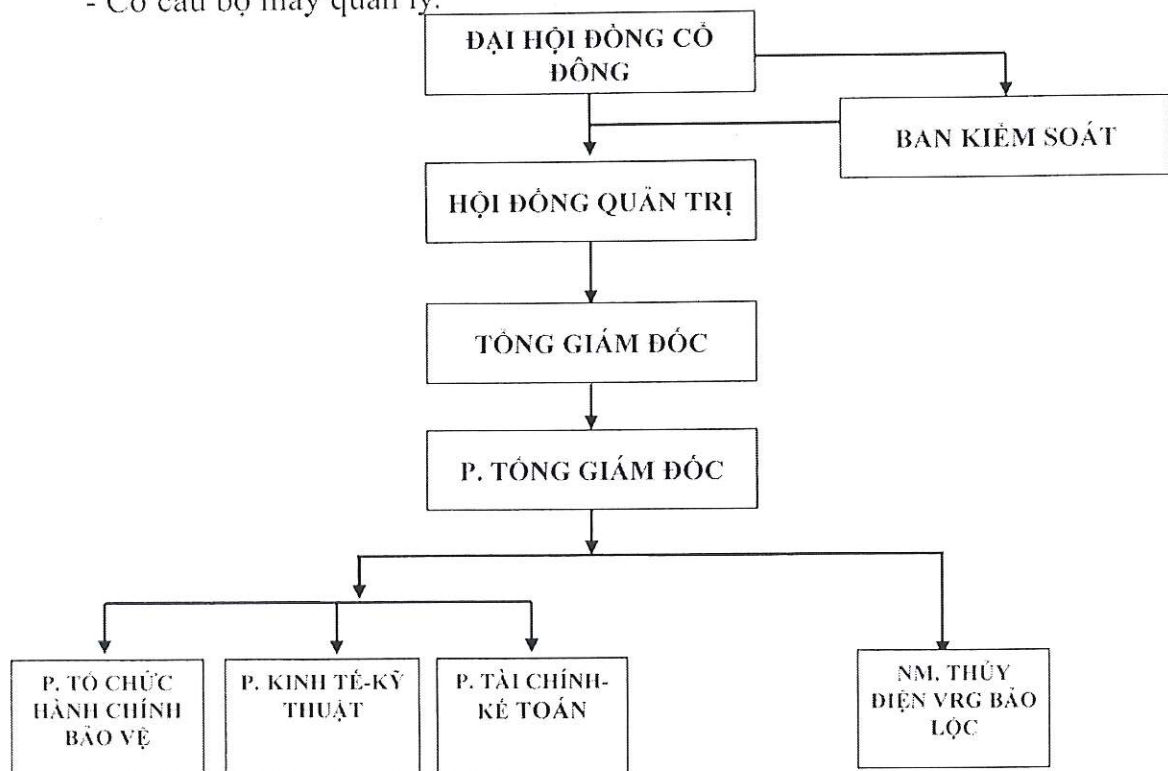 - Cơ cấu bộ máy quản lý:
ĐẠI HỘI ĐỒNG CỔ
ĐÔNG
BAN KIỂM SOÁT
HỘI ĐỒNG QUẢN TRỊ
TỔNG GIÁM ĐỐC
P. TỔNG GIÁM ĐỐC
P. TỔ CHỨC
HÀNH CHÍNH
BẢO VỆ
P. KINH TẾ-KỸ
THUẬT
P. TÀI CHÍNH-
KẾ TOÁN
NM. THỦY
ĐIỆN VRG BẢO
LỘC